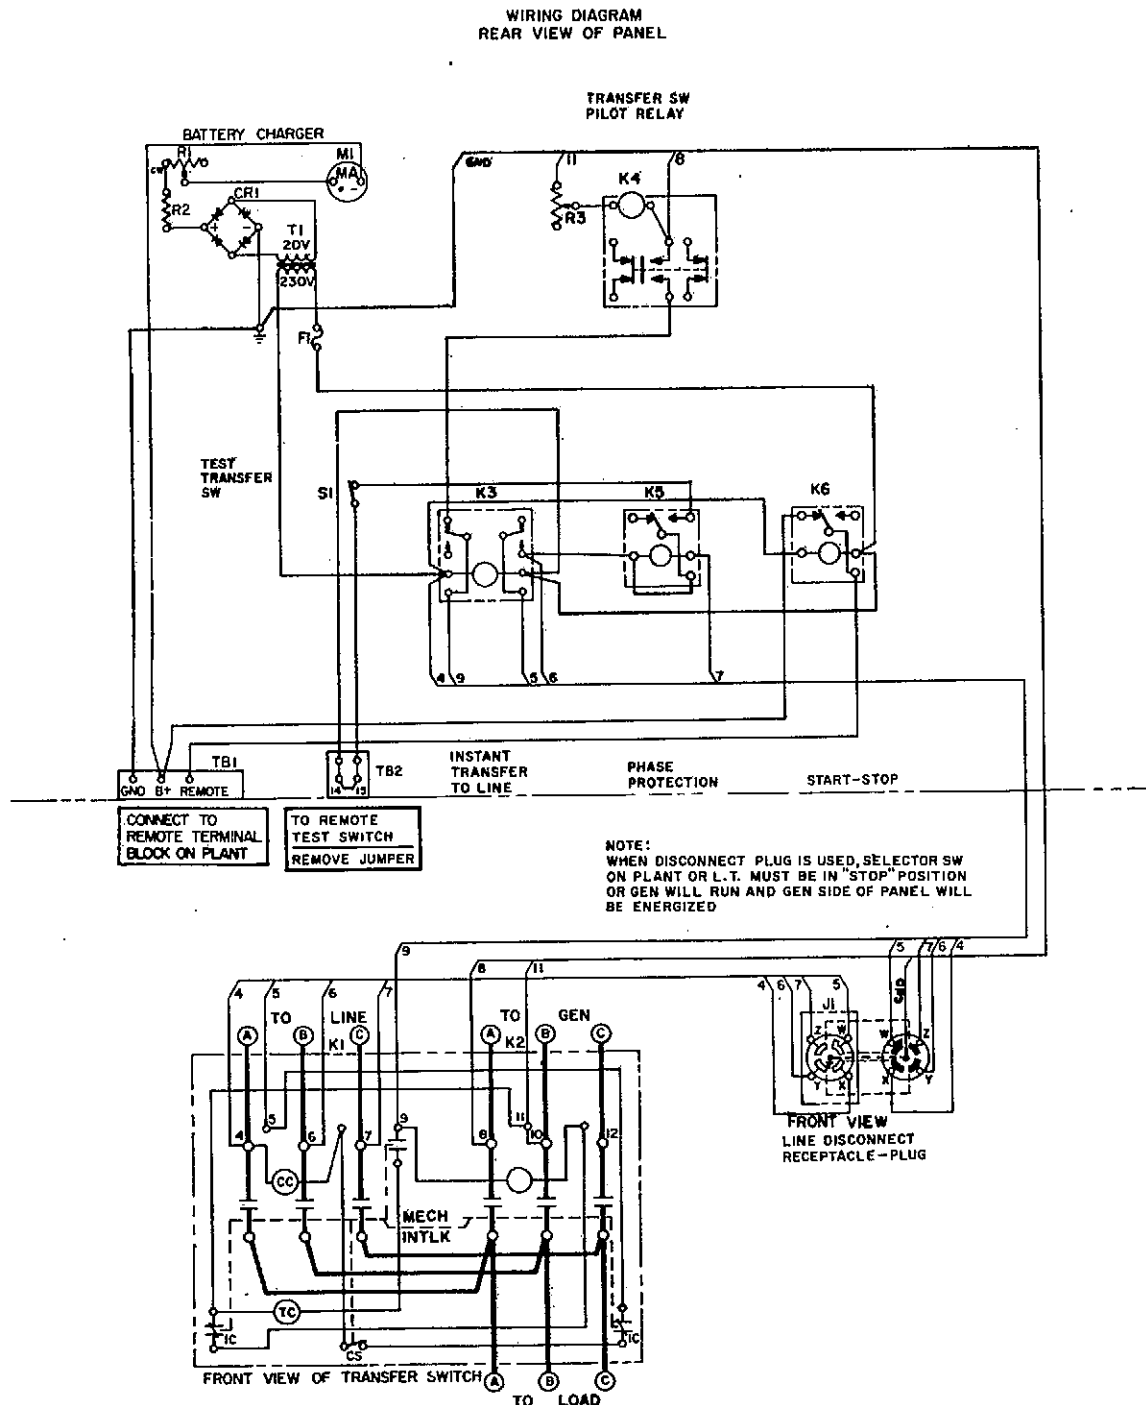 WIRING DIAGRAM
REAR VIEW OF PANEL
TRANSFER SW
PILOT RELAY
BATTERY CHARGER
R1
M1
MA
+ -
CW
GND
11
8
K4
R3
CR1
R2
+ -
T1
20V
230V
F1
TEST
TRANSFER
SW
S1
K3
K5
K6
4
9
5
6
7
TB1
GND B+ REMOTE
TB2
14 15
INSTANT
TRANSFER
TO LINE
PHASE
PROTECTION
START-STOP
CONNECT TO
REMOTE TERMINAL
BLOCK ON PLANT
TO REMOTE
TEST SWITCH
REMOVE JUMPER
NOTE:
WHEN DISCONNECT PLUG IS USED, SELECTOR SW
ON PLANT OR L.T. MUST BE IN "STOP" POSITION
OR GEN WILL RUN AND GEN SIDE OF PANEL WILL
BE ENERGIZED
9
8
11
5
7
6
4
GND
4
5
6
7
4
6
7
5
J1
TO LINE
A B C
K1
TO GEN
A B C
K2
Z W
Y X
W Z
X Y
FRONT VIEW
LINE DISCONNECT
RECEPTACLE-PLUG
4
5
6
7
9
8
11
10
12
CC
MECH
INTLK
TC
IC
CS
IC
FRONT VIEW OF TRANSFER SWITCH
A B C
TO LOAD